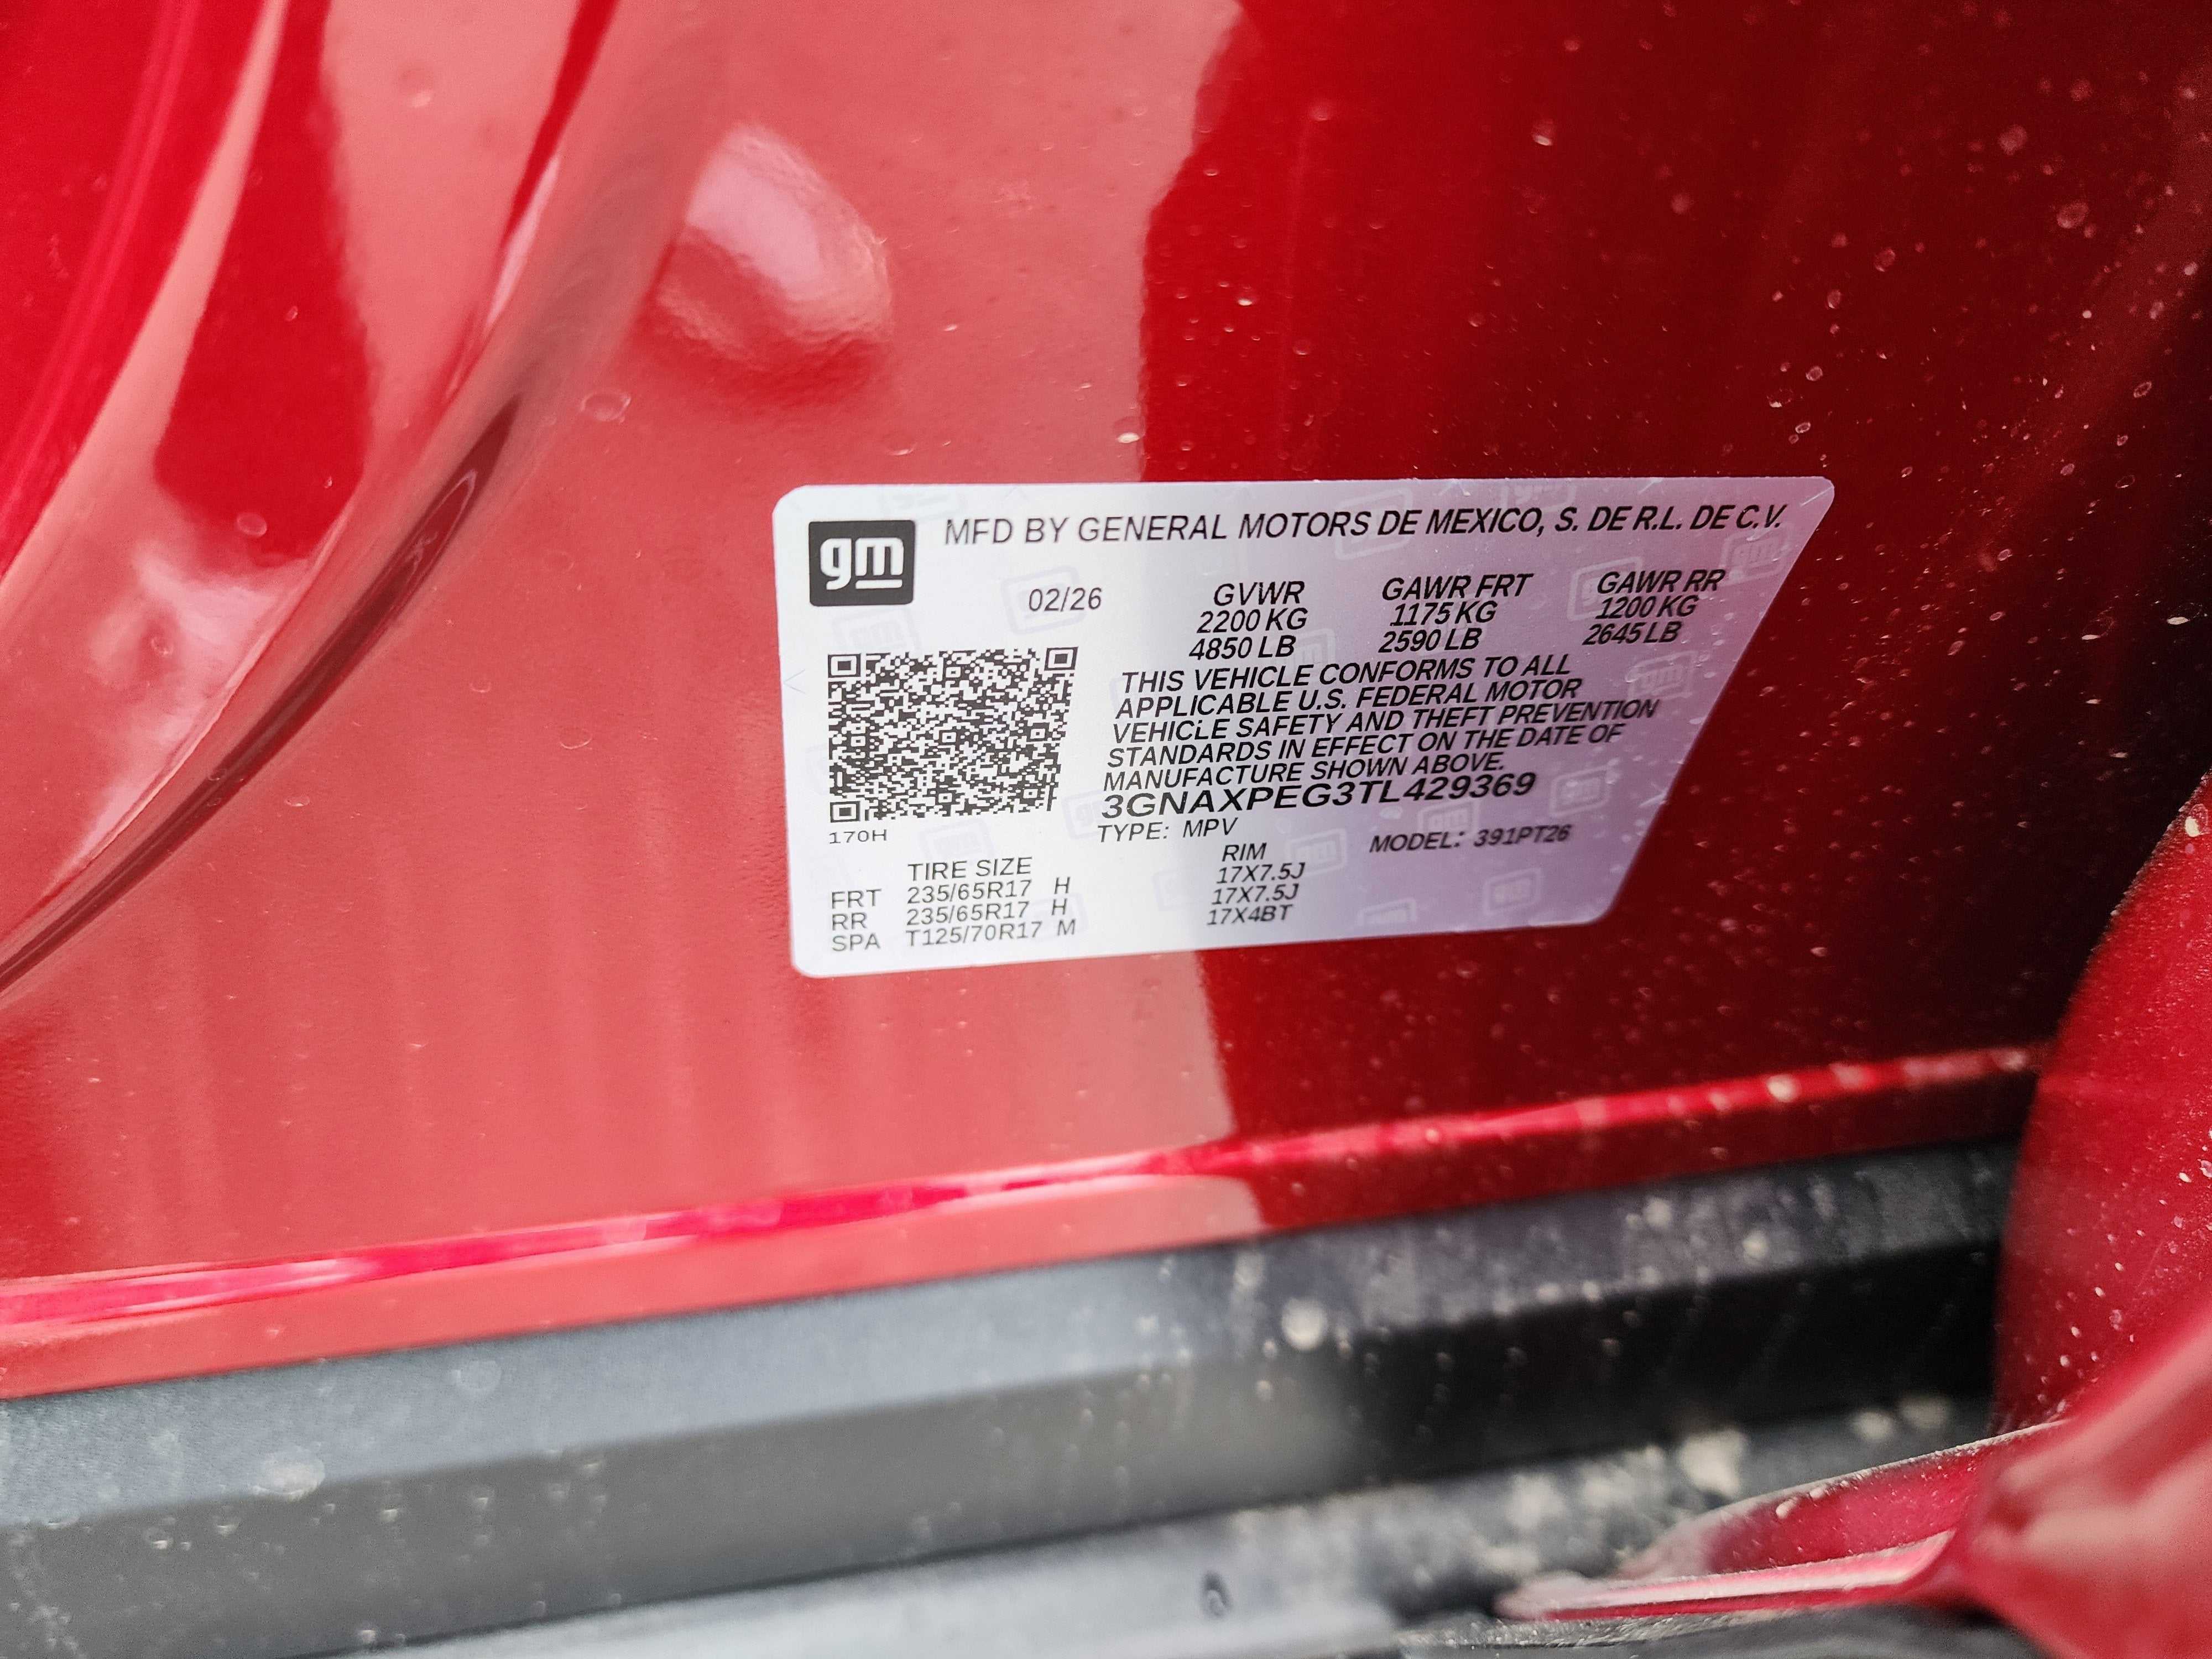 gm
MFD BY GENERAL MOTORS DE MEXICO, S. DE R.L. DE C.V.
02/26 GVWR GAWR FRT GAWR RR
2200 KG 1175 KG 1200 KG
4850 LB 2590 LB 2645 LB
THIS VEHICLE CONFORMS TO ALL
APPLICABLE U.S. FEDERAL MOTOR
VEHICLE SAFETY AND THEFT PREVENTION
STANDARDS IN EFFECT ON THE DATE OF
MANUFACTURE SHOWN ABOVE.
3GNAXPEG3TL429369
170H TYPE: MPV MODEL: 391PT26
TIRE SIZE RIM
FRT 235/65R17 H 17X7.5J
RR 235/65R17 H 17X7.5J
SPA T125/70R17 M 17X4BT